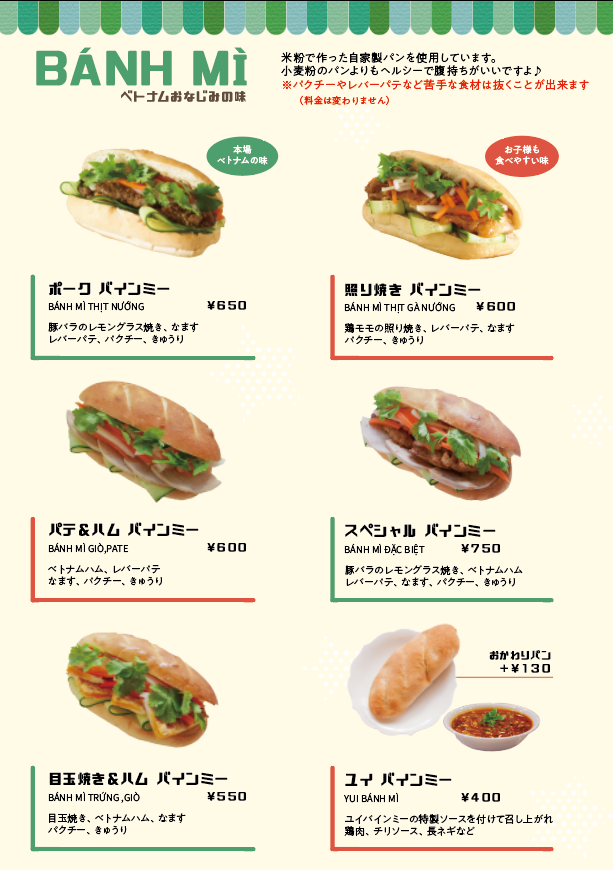 BÁNH MÌ
ベトナムおなじみの味
米粉で作った自家製パンを使用しています。
小麦粉のパンよりもヘルシーで腹持ちがいいですよ♪
※パクチーやレバーパテなど苦手な食材は抜くことが出来ます
（料金は変わりません）
本場
ベトナムの味
ポーク バインミー
BÁNH MÌ THỊT NƯỚNG ¥650
豚バラのレモングラス焼き、なます
レバーパテ、パクチー、きゅうり
お子様も
食べやすい味
照り焼き バインミー
BÁNH MÌ THỊT GÀ NƯỚNG ¥600
鶏モモの照り焼き、レバーパテ、なます
パクチー、きゅうり
パテ&ハム バインミー
BÁNH MÌ GIÒ,PATE ¥600
ベトナムハム、レバーパテ
なます、パクチー、きゅうり
スペシャル バインミー
BÁNH MÌ ĐẶC BIỆT ¥750
豚バラのレモングラス焼き、ベトナムハム
レバーパテ、なます、パクチー、きゅうり
目玉焼き&ハム バインミー
BÁNH MÌ TRỨNG,GIÒ ¥550
目玉焼き、ベトナムハム、なます
パクチー、きゅうり
おかわりパン
+¥130
ユイ バインミー
YUI BÁNH MÌ ¥400
ユイバインミーの特製ソースを付けて召し上がれ
鶏肉、チリソース、長ネギなど